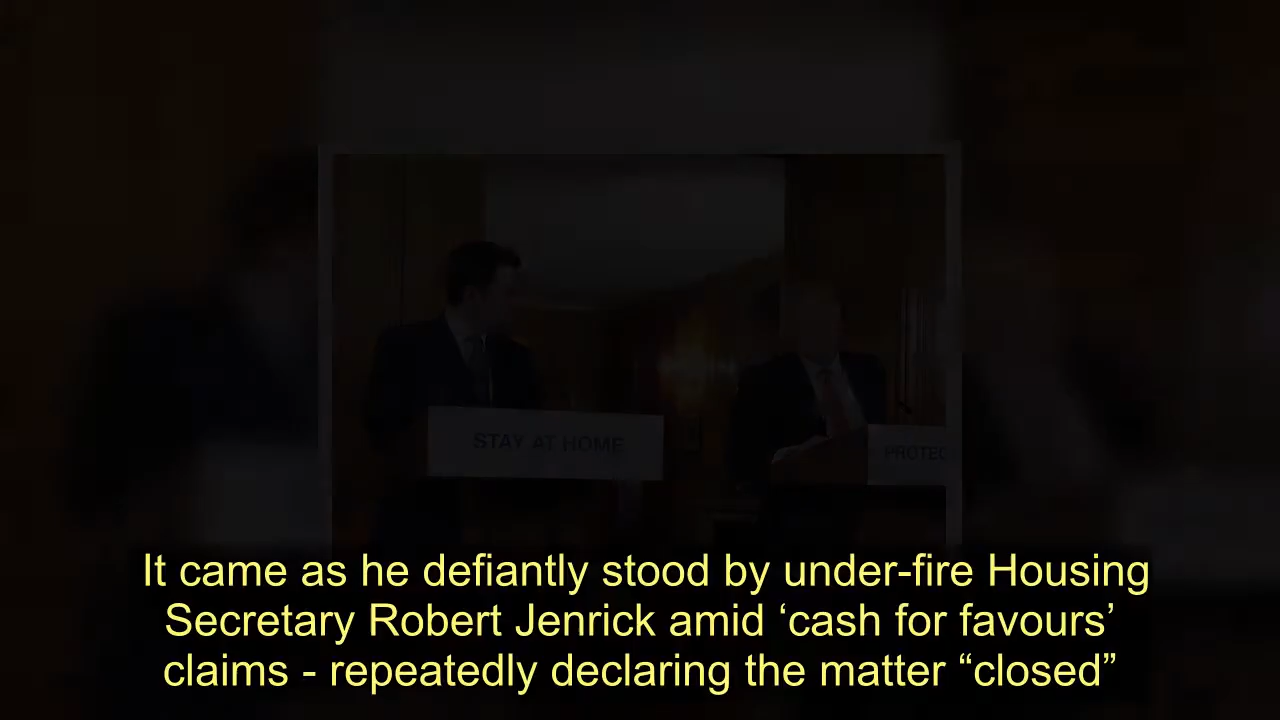 STAY AT HOME
PROTEC
It came as he defiantly stood by under-fire Housing
Secretary Robert Jenrick amid ‘cash for favours’
claims - repeatedly declaring the matter “closed”